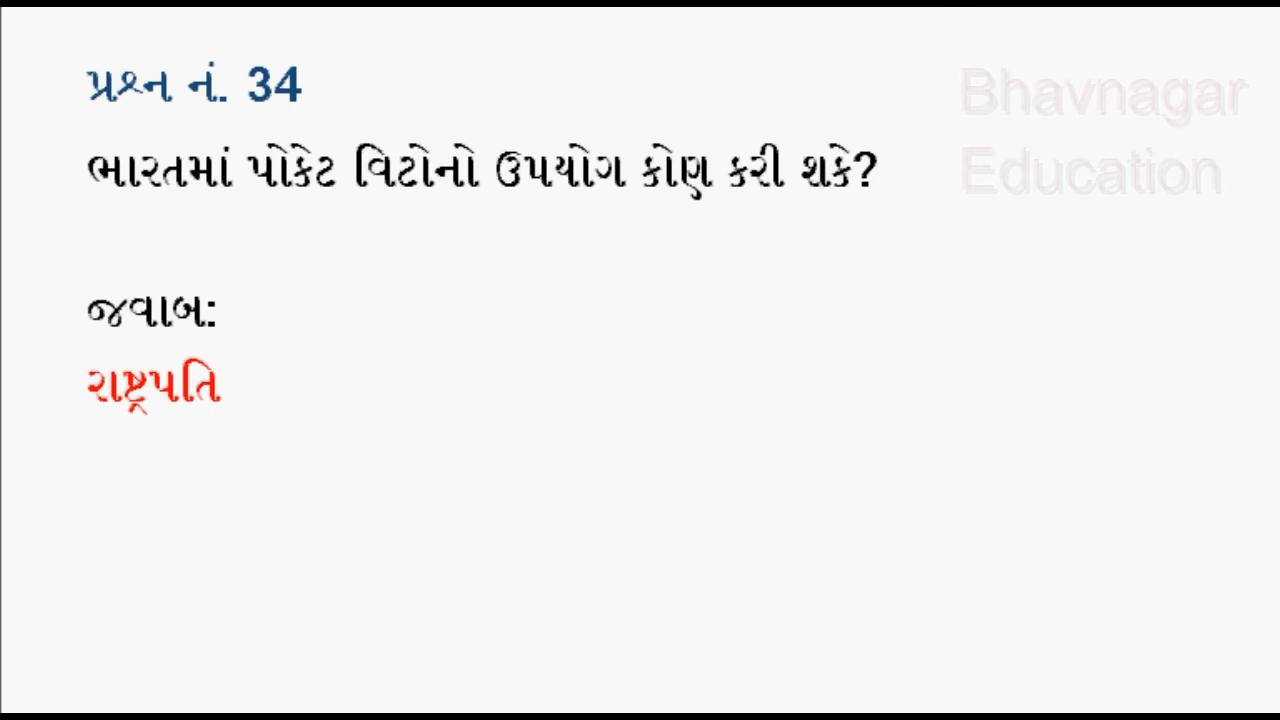 પ્રશ્ન નં. 34
Bhavnagar
Education
ભારતમાં પોકેટ વિટોનો ઉપયોગ કોણ કરી શકે?
જવાબ:
રાષ્ટ્રપતિ